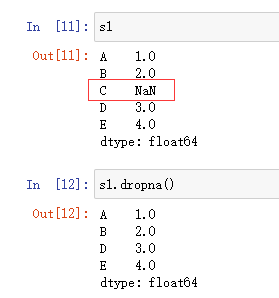 In [11]: s1
Out[11]: A 1.0
B 2.0
C NaN
D 3.0
E 4.0
dtype: float64
In [12]: s1.dropna()
Out[12]: A 1.0
B 2.0
D 3.0
E 4.0
dtype: float64